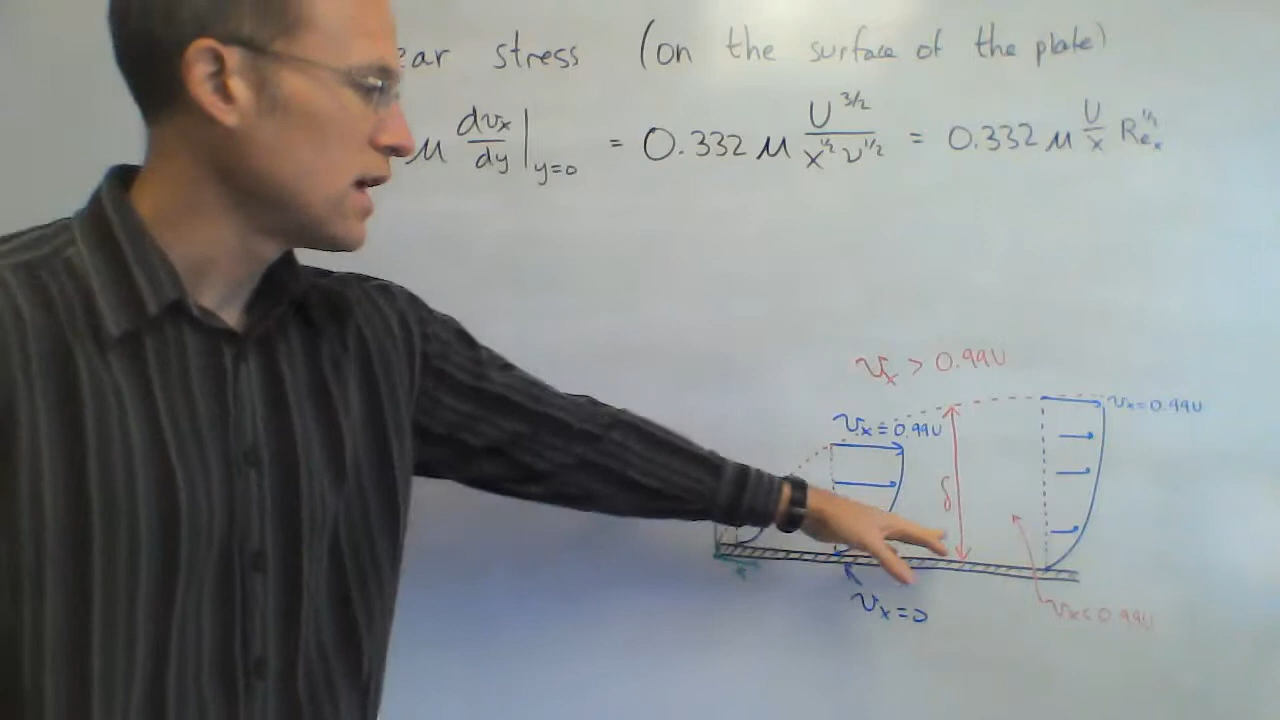 ear stress (on the surface of the plate)
μ dvx/dy |y=0 = 0.332 μ U^3/2 / x^1/2 ν^1/2 = 0.332 μ U/x Rex^1/2
vx > 0.99U
vx = 0.99U
vx = 0.99U
δ
vx = 0
vx < 0.99U